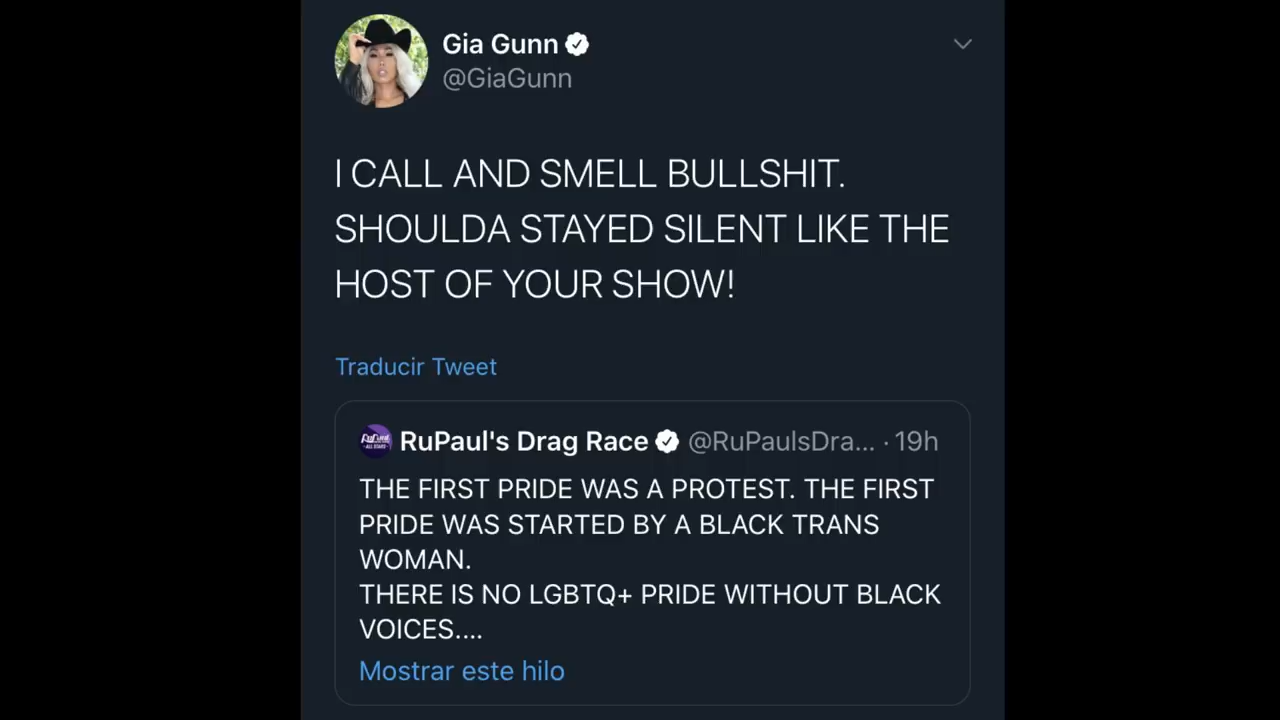 Gia Gunn
@GiaGunn
I CALL AND SMELL BULLSHIT.
SHOULDA STAYED SILENT LIKE THE
HOST OF YOUR SHOW!
Traducir Tweet
RuPaul's Drag Race @RuPaulsDra... · 19h
THE FIRST PRIDE WAS A PROTEST. THE FIRST
PRIDE WAS STARTED BY A BLACK TRANS
WOMAN.
THERE IS NO LGBTQ+ PRIDE WITHOUT BLACK
VOICES....
Mostrar este hilo